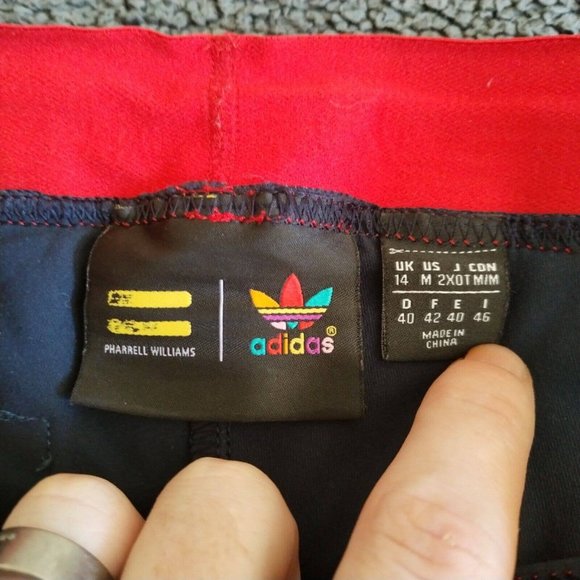 PHARRELL WILLIAMS
adidas®
UK US J CDN
14 M 2XOT M/M
D F E I
40 42 40 46
MADE IN
CHINA